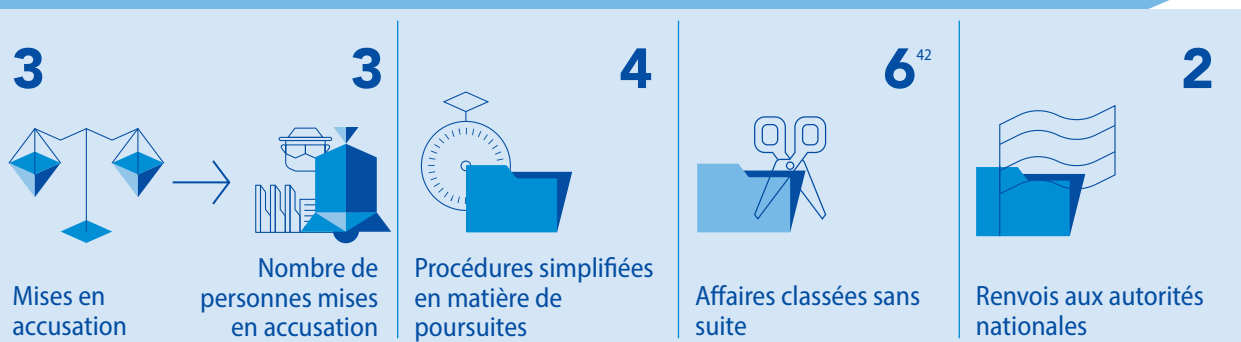 3
Mises en
accusation
3
Nombre de
personnes mises
en accusation
4
Procédures simplifiées
en matière de
poursuites
6 42
Affaires classées sans
suite
2
Renvois aux autorités
nationales